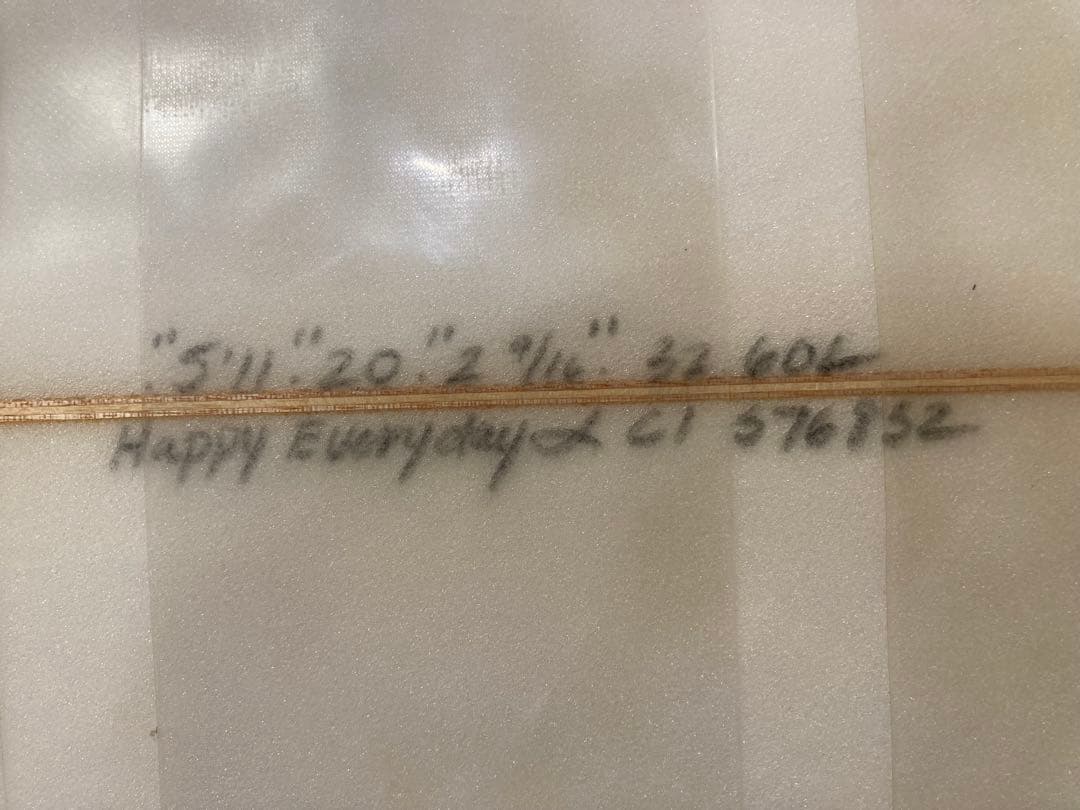 "5'11" 20." 2 9/16". 32 60L
Happy Everyday CI 576852